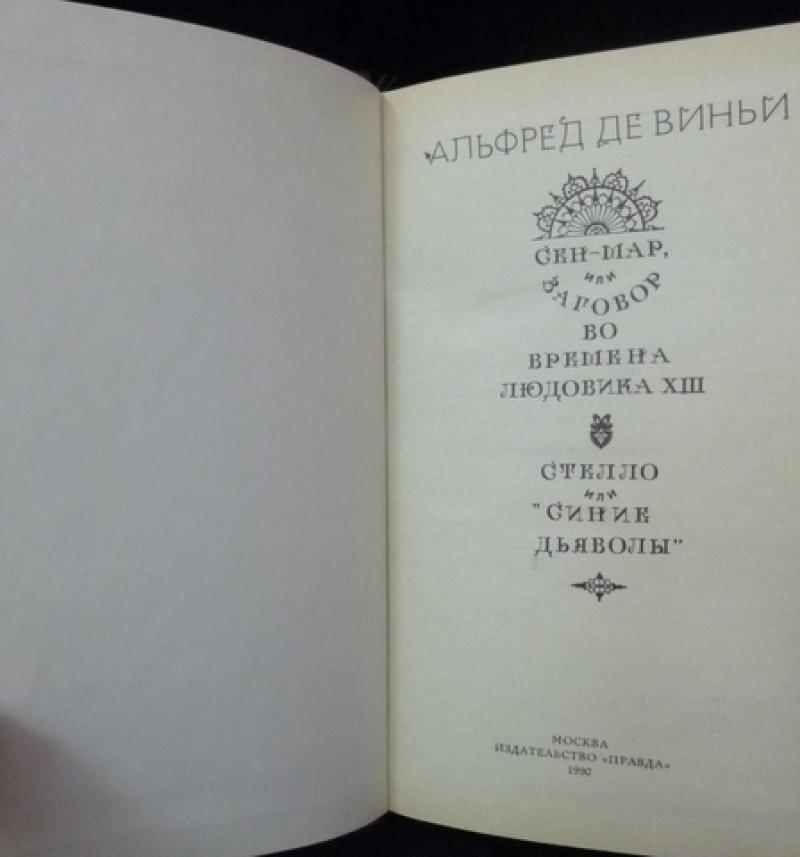 АЛЬФРЕД ДЕ ВИНЬИ
СЕН-МАР,
или
ЗАГОВОР
ВО
ВРЕМЕНА
ЛЮДОВИКА XIII
СТЕЛЛО
или
"СИНИЕ
ДЬЯВОЛЫ"
МОСКВА
ИЗДАТЕЛЬСТВО «ПРАВДА»
1990